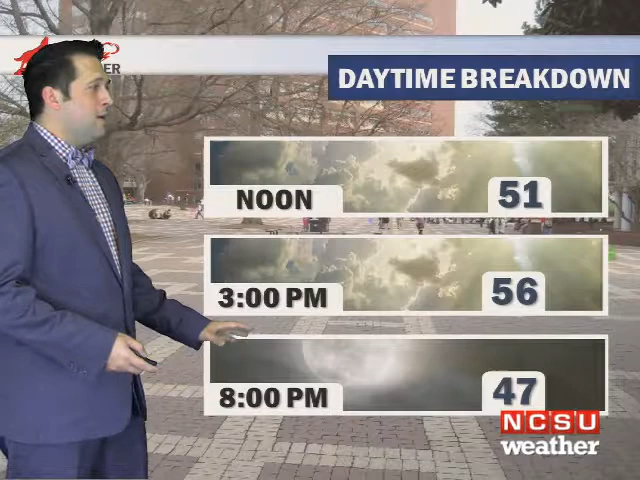 DAYTIME BREAKDOWN
NOON
51
3:00 PM
56
8:00 PM
47
NCSU
weather